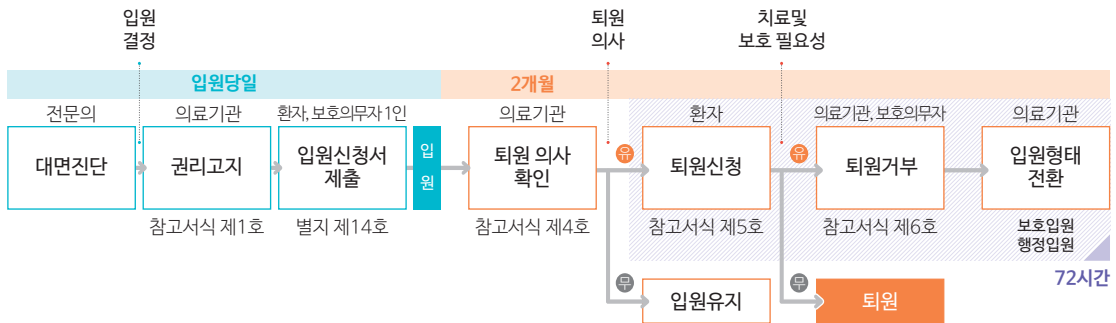 입원
결정
퇴원
의사
치료및
보호 필요성
입원당일
2개월
전문의
의료기관
환자, 보호의무자 1인
의료기관
환자
의료기관, 보호의무자
의료기관
대면진단
권리고지
입원신청서
제출
입
원
퇴원 의사
확인
유
퇴원신청
유
퇴원거부
입원형태
전환
참고서식 제1호
별지 제14호
참고서식 제4호
참고서식 제5호
참고서식 제6호
보호입원
행정입원
72시간
무
입원유지
무
퇴원